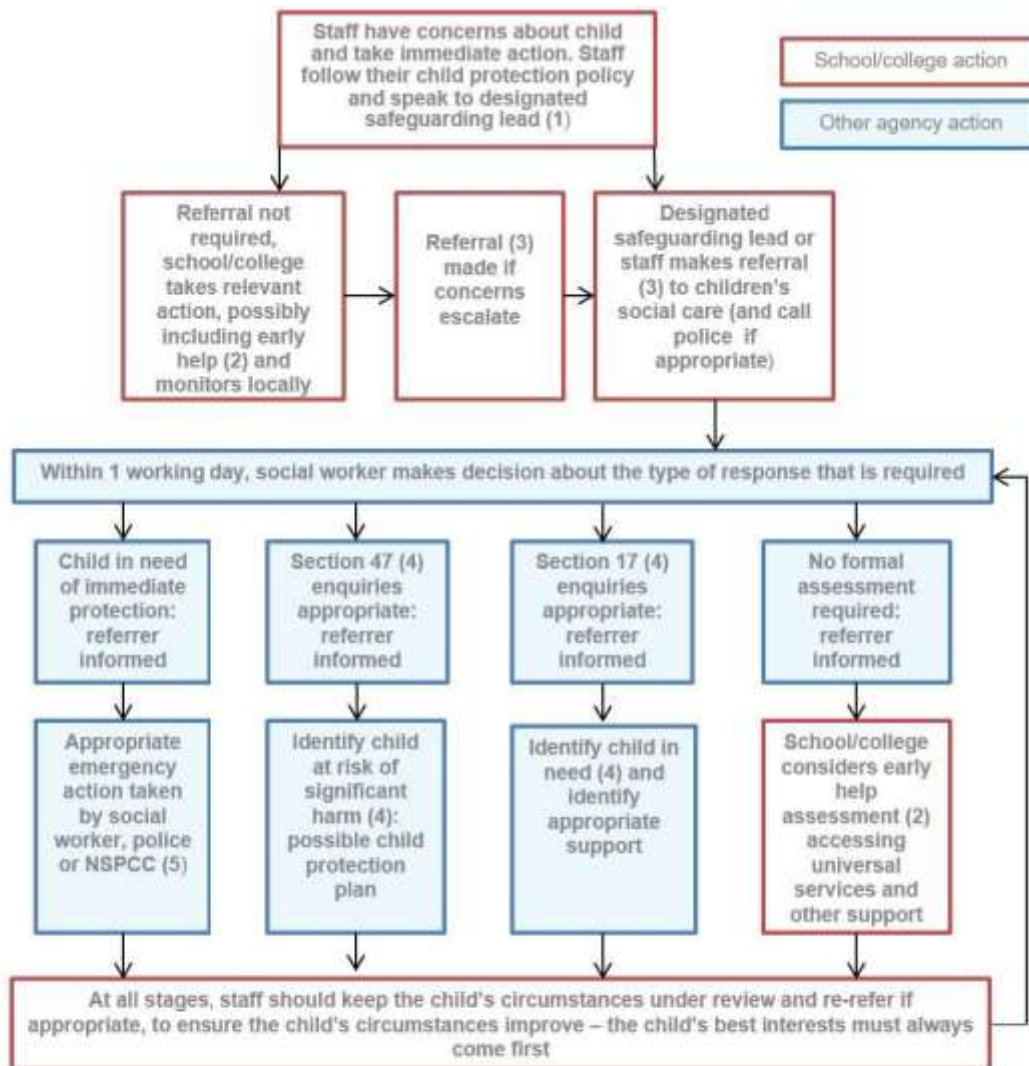 Staff have concerns about child
and take immediate action. Staff
follow their child protection policy
and speak to designated
safeguarding lead (1)
School/college action
Other agency action
Referral not
required,
school/college
takes relevant
action, possibly
including early
help (2) and
monitors locally
Referral (3)
made if
concerns
escalate
Designated
safeguarding lead or
staff makes referral
(3) to children's
social care (and call
police if
appropriate)
Within 1 working day, social worker makes decision about the type of response that is required
Child in need
of immediate
protection:
referrer
informed
Section 47 (4)
enquiries
appropriate:
referrer
informed
Section 17 (4)
enquiries
appropriate:
referrer
informed
No formal
assessment
required:
referrer
informed
Appropriate
emergency
action taken
by social
worker, police
or NSPCC (5)
Identify child
at risk of
significant
harm (4):
possible child
protection
plan
Identify child in
need (4) and
identify
appropriate
support
School/college
considers early
help
assessment (2)
accessing
universal
services and
other support
At all stages, staff should keep the child's circumstances under review and re-refer if
appropriate, to ensure the child's circumstances improve – the child's best interests must always
come first